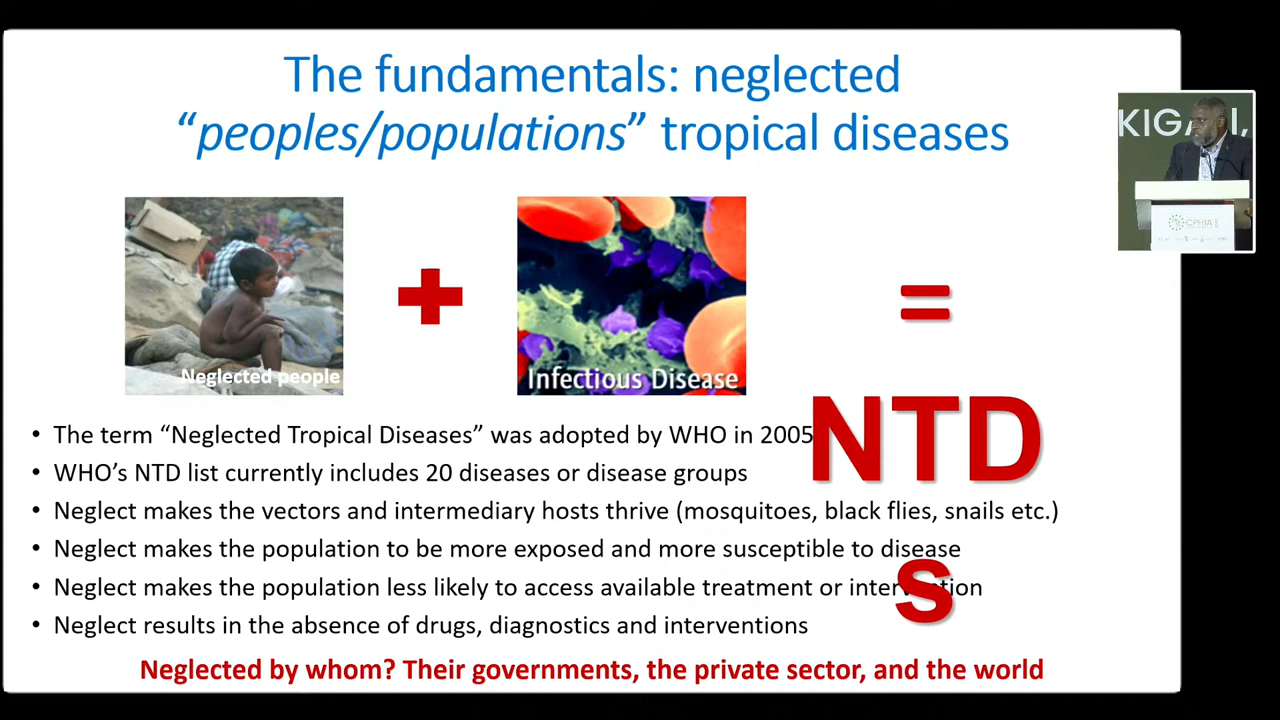 The fundamentals: neglected
“peoples/populations” tropical diseases
KIGALI,
CPHIA
Neglected people
+
Infectious Disease
=
NTD
s
• The term “Neglected Tropical Diseases” was adopted by WHO in 2005
• WHO’s NTD list currently includes 20 diseases or disease groups
• Neglect makes the vectors and intermediary hosts thrive (mosquitoes, black flies, snails etc.)
• Neglect makes the population to be more exposed and more susceptible to disease
• Neglect makes the population less likely to access available treatment or intervention
• Neglect results in the absence of drugs, diagnostics and interventions
Neglected by whom? Their governments, the private sector, and the world